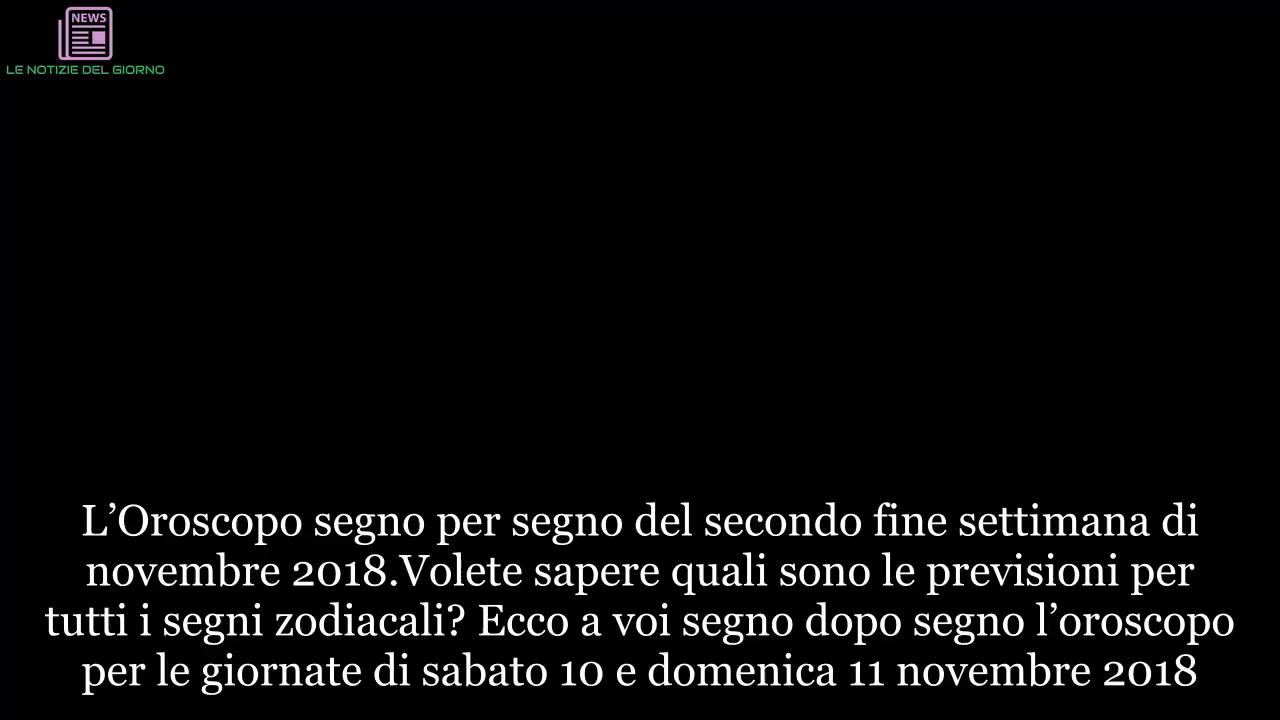 NEWS
LE NOTIZIE DEL GIORNO
L’Oroscopo segno per segno del secondo fine settimana di
novembre 2018.Volete sapere quali sono le previsioni per
tutti i segni zodiacali? Ecco a voi segno dopo segno l’oroscopo
per le giornate di sabato 10 e domenica 11 novembre 2018